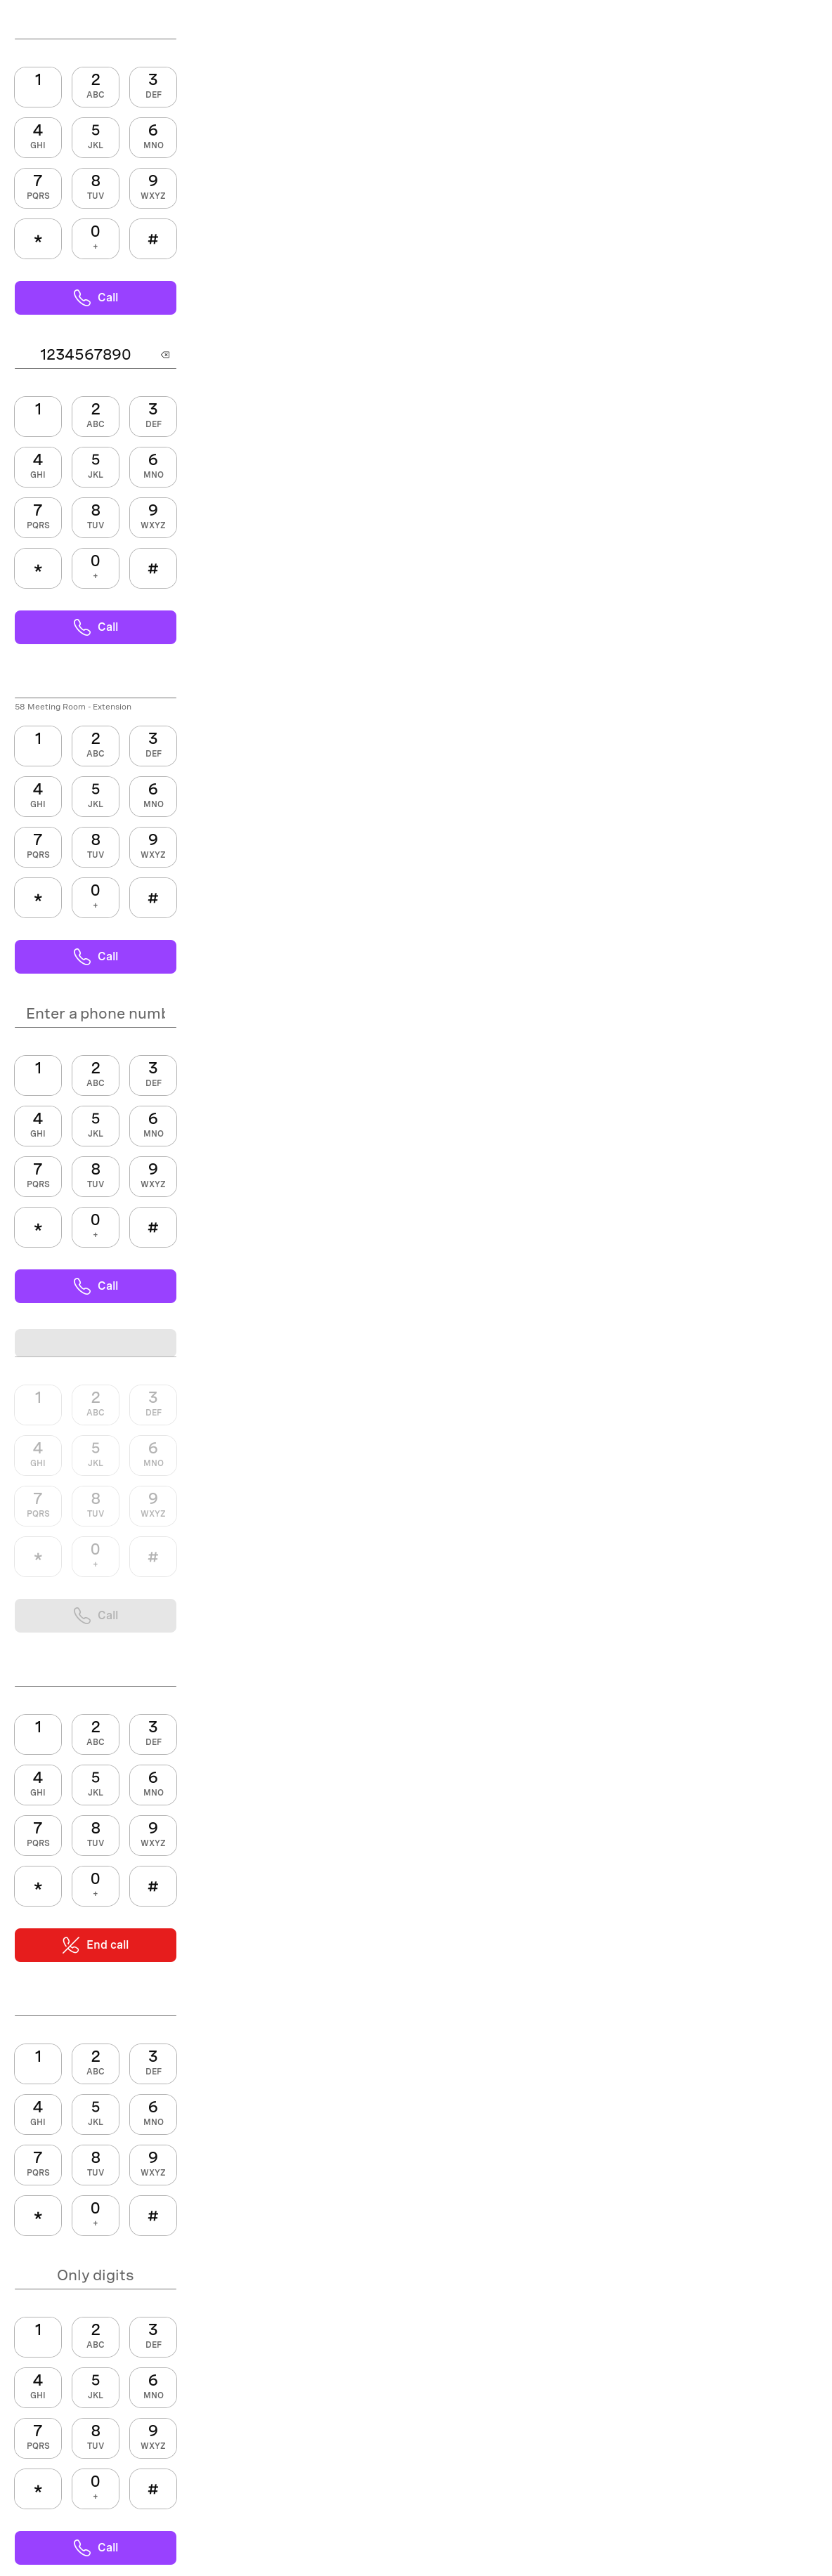 1 2 3
ABC DEF
4 5 6
GHI JKL MNO
7 8 9
PQRS TUV WXYZ
* 0 #
+
Call
1234567890
1 2 3
ABC DEF
4 5 6
GHI JKL MNO
7 8 9
PQRS TUV WXYZ
* 0 #
+
Call
58 Meeting Room - Extension
1 2 3
ABC DEF
4 5 6
GHI JKL MNO
7 8 9
PQRS TUV WXYZ
* 0 #
+
Call
Enter a phone numb
1 2 3
ABC DEF
4 5 6
GHI JKL MNO
7 8 9
PQRS TUV WXYZ
* 0 #
+
Call
1 2 3
ABC DEF
4 5 6
GHI JKL MNO
7 8 9
PQRS TUV WXYZ
* 0 #
+
Call
1 2 3
ABC DEF
4 5 6
GHI JKL MNO
7 8 9
PQRS TUV WXYZ
* 0 #
+
End call
1 2 3
ABC DEF
4 5 6
GHI JKL MNO
7 8 9
PQRS TUV WXYZ
* 0 #
+
Only digits
1 2 3
ABC DEF
4 5 6
GHI JKL MNO
7 8 9
PQRS TUV WXYZ
* 0 #
+
Call